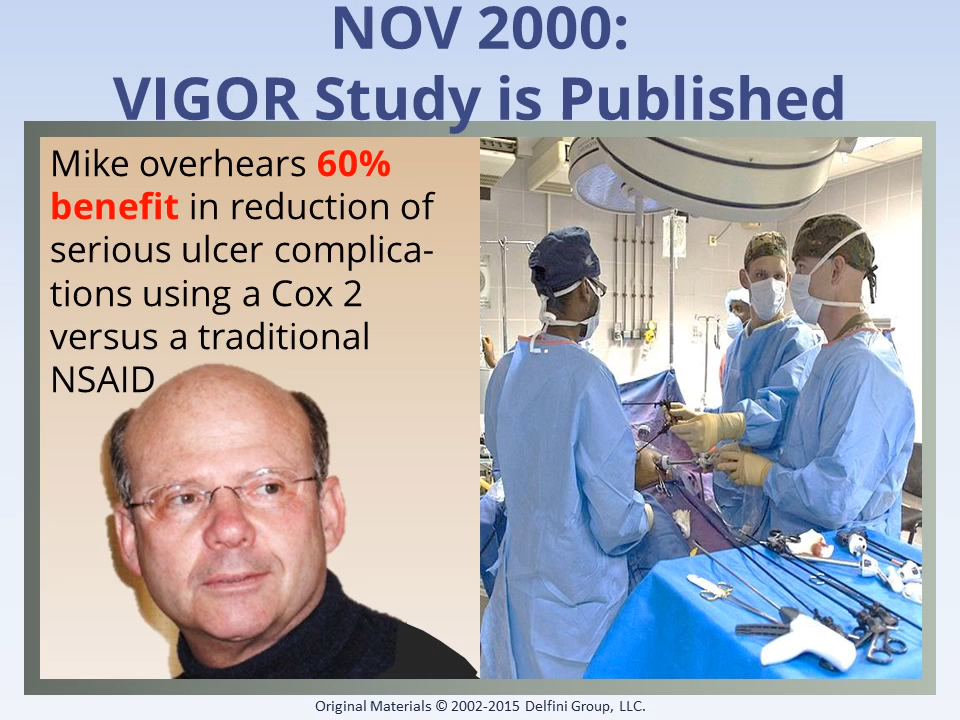 NOV 2000:
VIGOR Study is Published
Mike overhears 60%
benefit in reduction of
serious ulcer complica-
tions using a Cox 2
versus a traditional
NSAID
Original Materials © 2002-2015 Delfini Group, LLC.